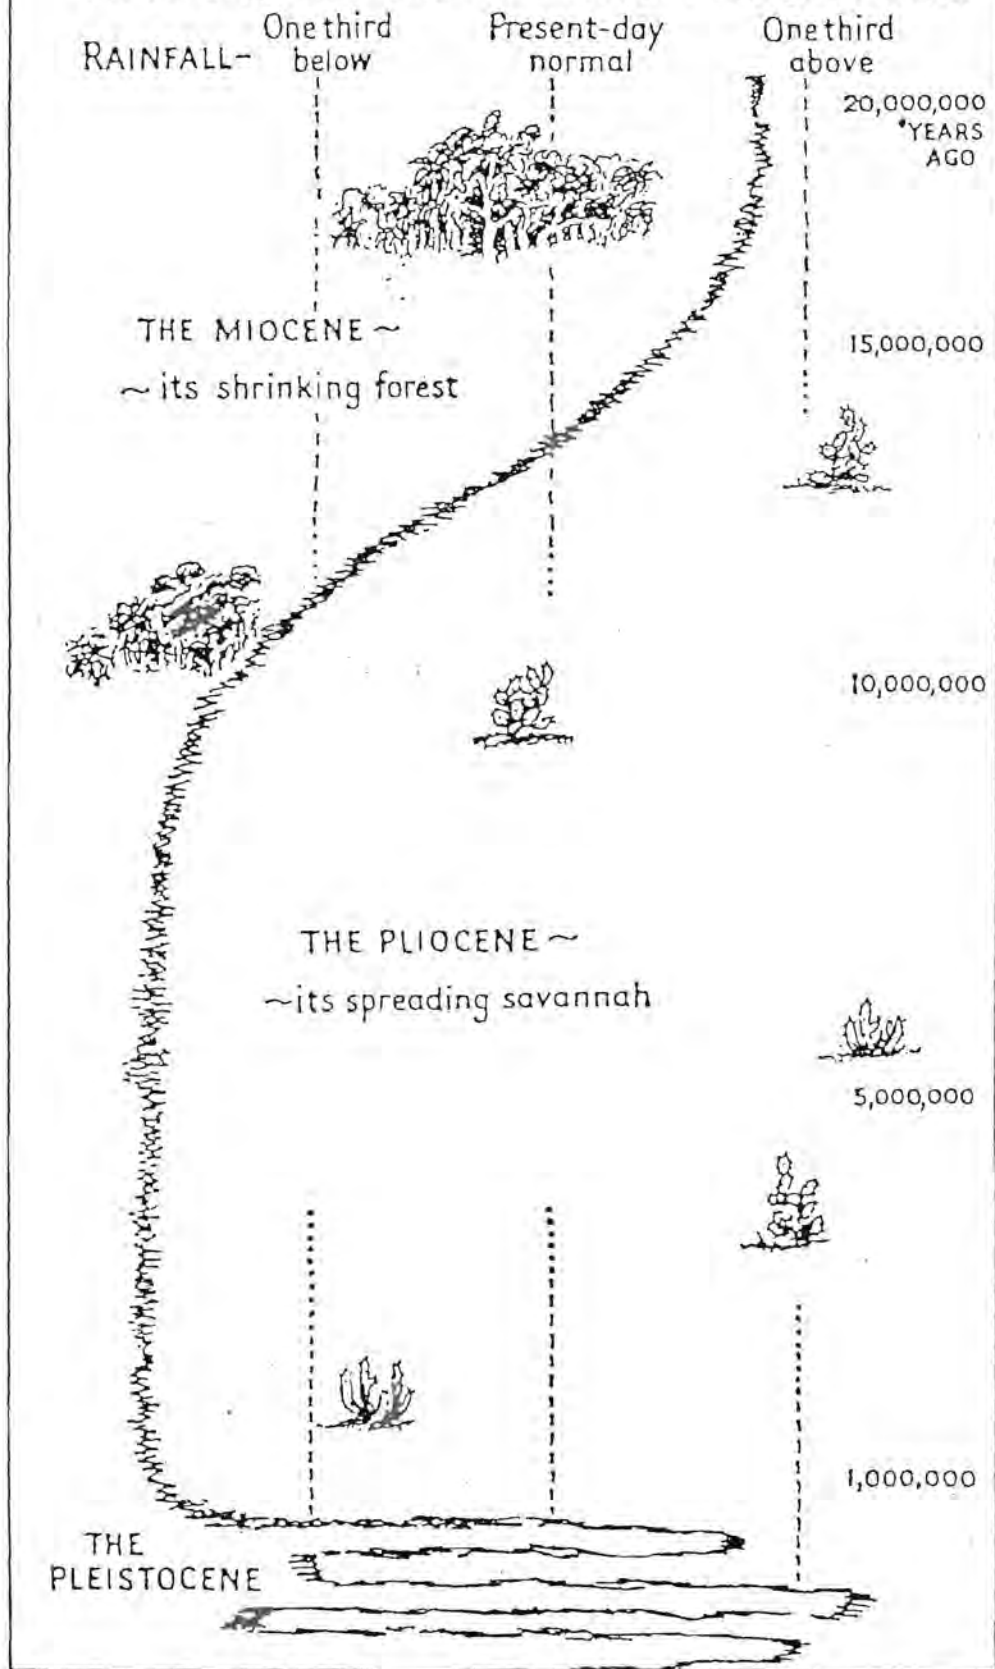 One third
below
Present-day
normal
One third
above
RAINFALL~
20,000,000
YEARS
AGO
THE MIOCENE ~
~ its shrinking forest
15,000,000
10,000,000
THE PLIOCENE ~
~its spreading savannah
5,000,000
1,000,000
THE
PLEISTOCENE